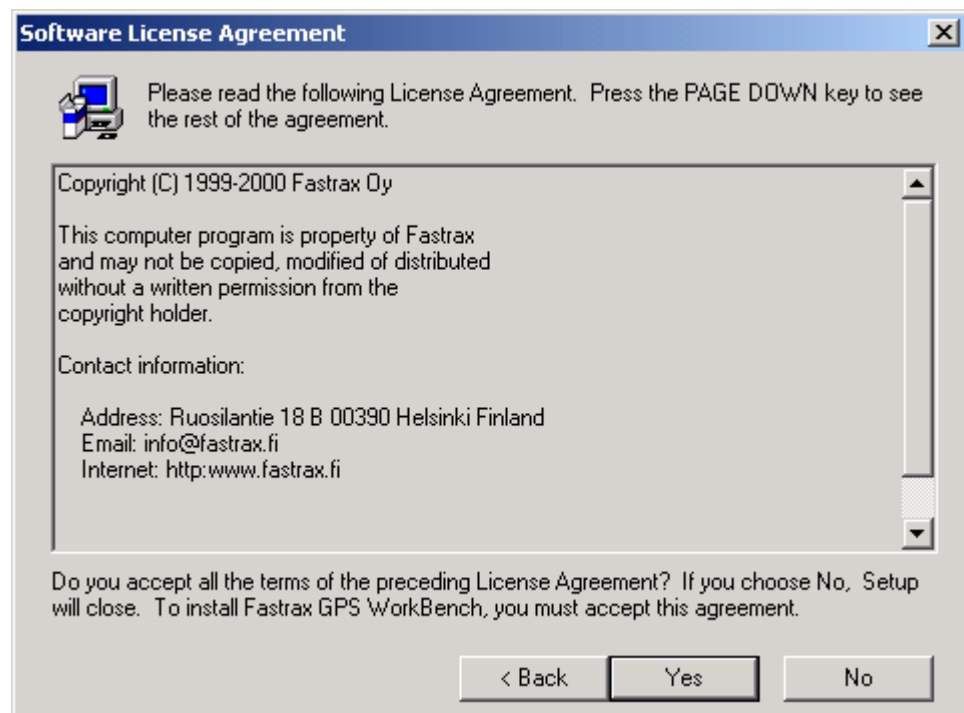 Software License Agreement
Please read the following License Agreement. Press the PAGE DOWN key to see
the rest of the agreement.
Copyright (C) 1999-2000 Fastrax Oy
This computer program is property of Fastrax
and may not be copied, modified of distributed
without a written permission from the
copyright holder.
Contact information:
Address: Ruosilantie 18 B 00390 Helsinki Finland
Email: info@fastrax.fi
Internet: http:www.fastrax.fi
Do you accept all the terms of the preceding License Agreement? If you choose No, Setup
will close. To install Fastrax GPS WorkBench, you must accept this agreement.
< Back Yes No